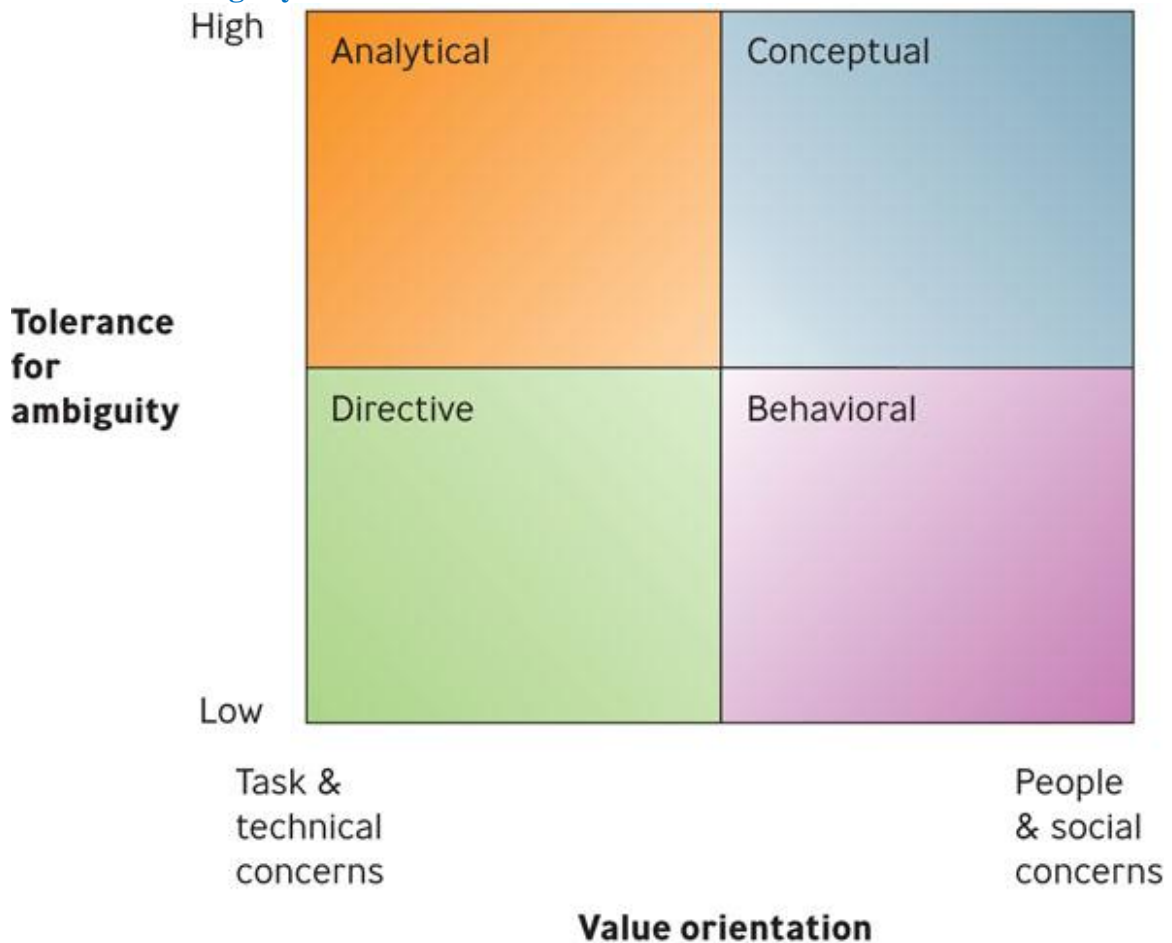 High
Analytical
Conceptual
Tolerance
for
ambiguity
Directive
Behavioral
Low
Task &
technical
concerns
People
& social
concerns
Value orientation